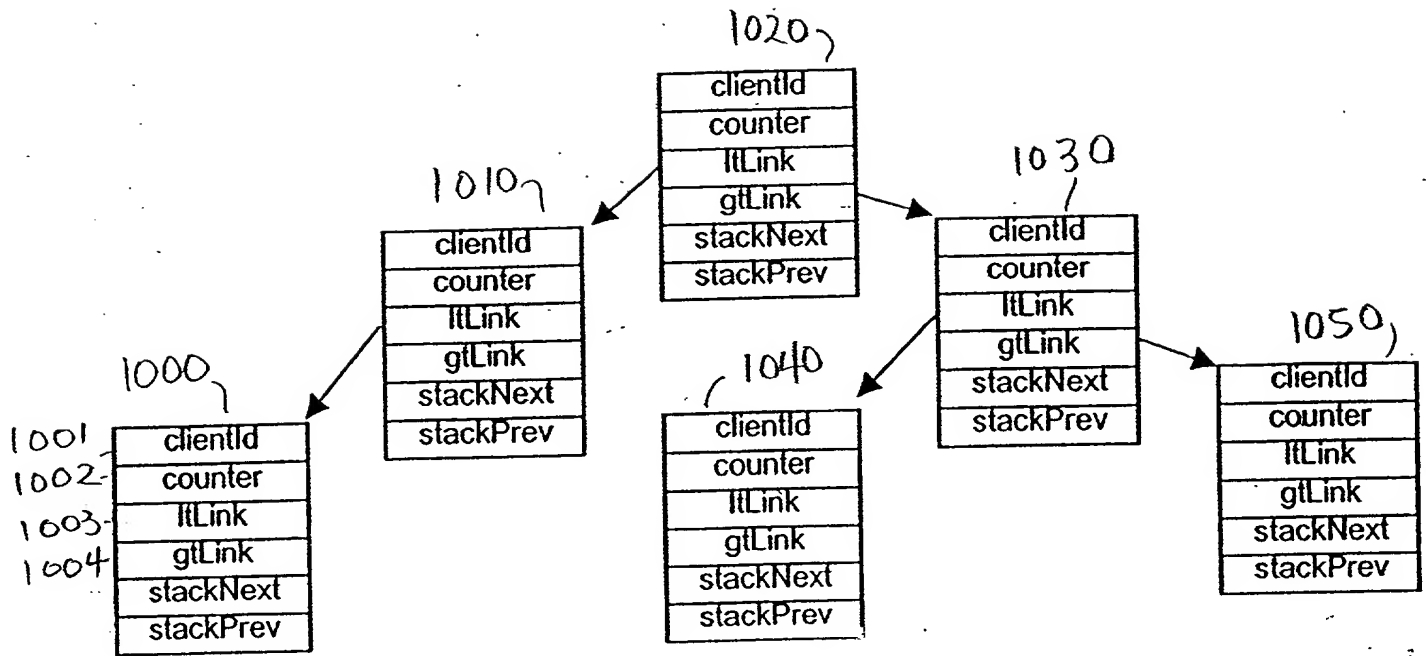 1020
clientId
counter
ltLink
gtLink
stackNext
stackPrev
1010
clientId
counter
ltLink
gtLink
stackNext
stackPrev
1030
clientId
counter
ltLink
gtLink
stackNext
stackPrev
1000
1001
1002
1003
1004
clientId
counter
ltLink
gtLink
stackNext
stackPrev
1040
clientId
counter
ltLink
gtLink
stackNext
stackPrev
1050
clientId
counter
ltLink
gtLink
stackNext
stackPrev